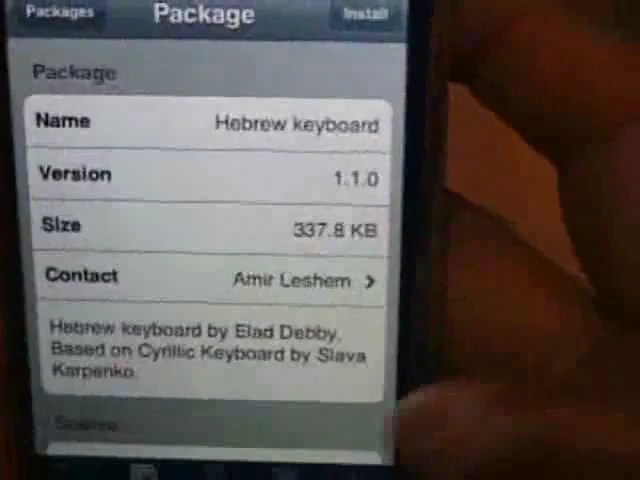 Packages Package Install
Package
Name Hebrew keyboard
Version 1.1.0
Size 337.8 KB
Contact Amir Leshem
Hebrew keyboard by Elad Debby.
Based on Cyrillic Keyboard by Slava
Karpenko.
Source